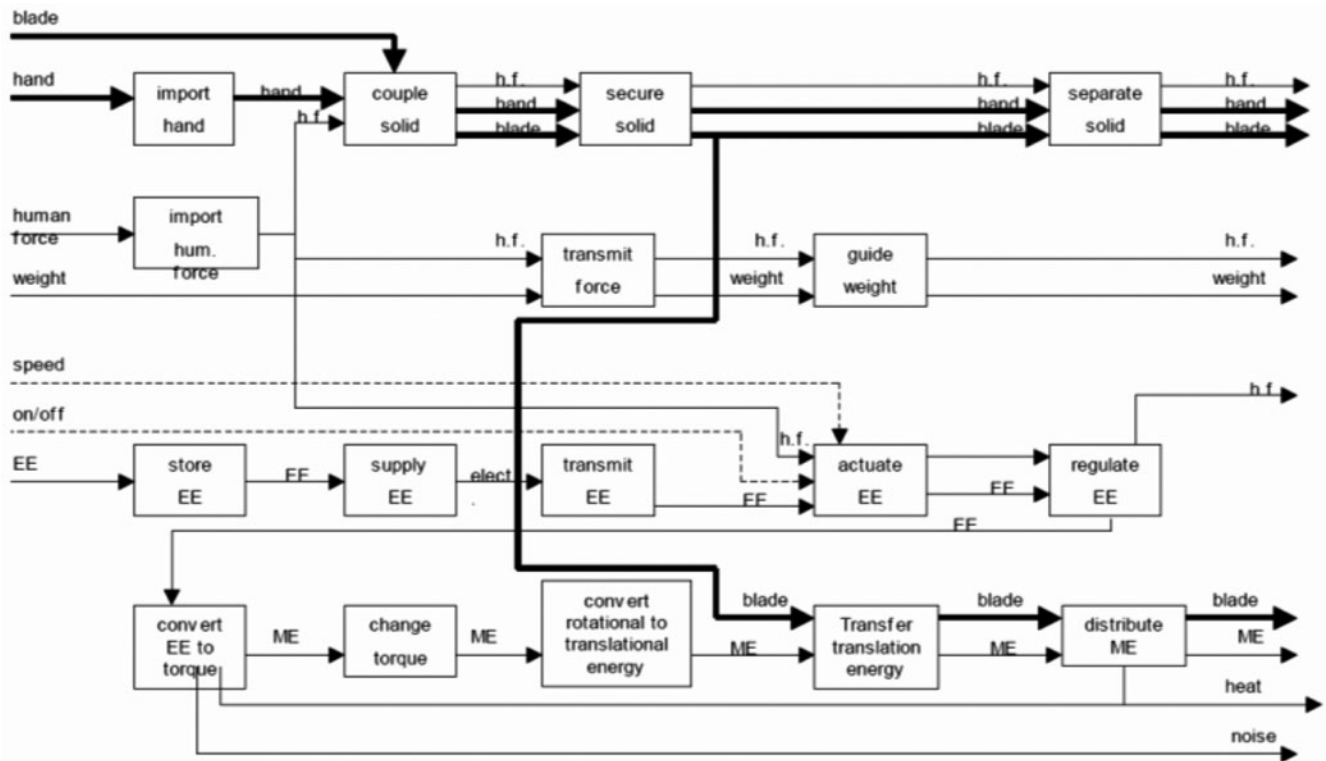 blade
hand
import
hand
hand
h.f.
couple
solid
h.f.
hand
blade
secure
solid
h.f.
hand
blade
separate
solid
h.f.
hand
blade
human
force
import
hum.
force
weight
h.f.
transmit
force
h.f.
weight
guide
weight
h.f.
weight
speed
on/off
h.f.
h.f
EE
store
EE
EE
supply
EE
elect
.
transmit
EE
EE
actuate
EE
EE
regulate
EE
EE
convert
EE to
torque
ME
change
torque
ME
convert
rotational to
translational
energy
blade
ME
Transfer
translation
energy
blade
ME
distribute
ME
blade
ME
heat
noise